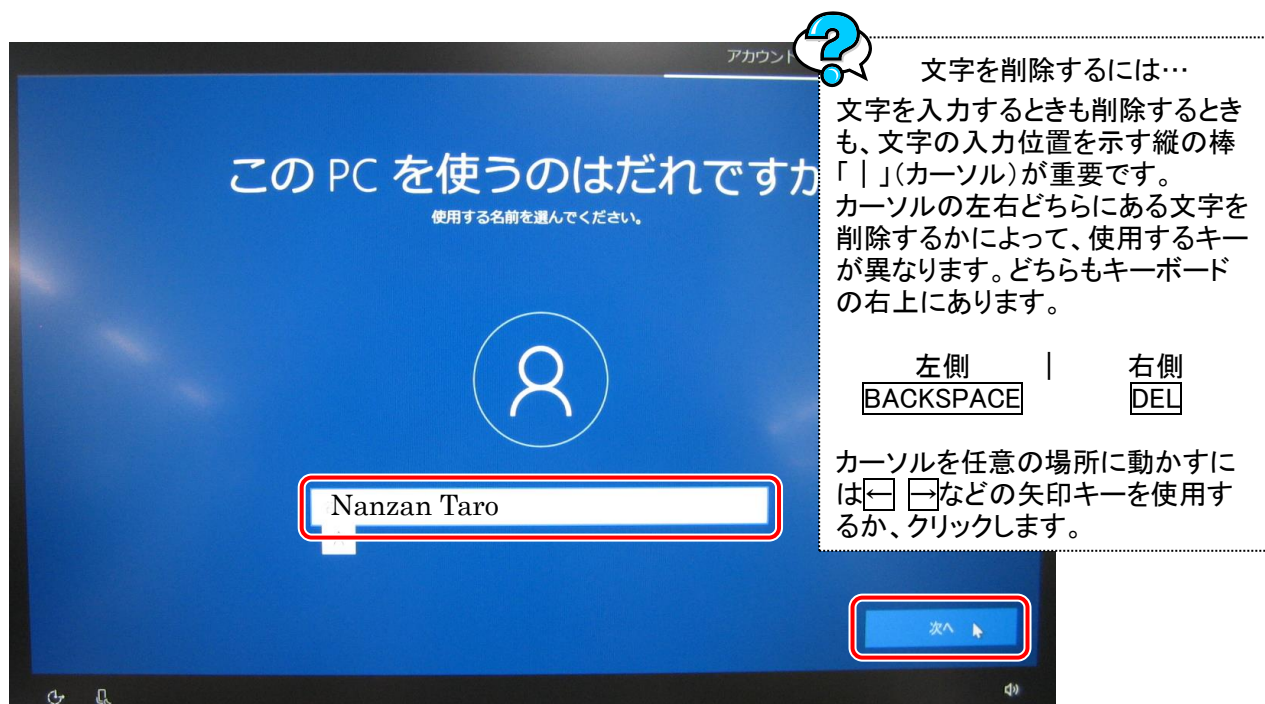 アカウント
このPCを使うのはだれですか
使用する名前を選んでください。
Nanzan Taro
次へ
文字を削除するには…
文字を入力するときも削除するとき
も、文字の入力位置を示す縦の棒
「|」(カーソル)が重要です。
カーソルの左右どちらにある文字を
削除するかによって、使用するキー
が異なります。どちらもキーボード
の右上にあります。
左側 | 右側
BACKSPACE DEL
カーソルを任意の場所に動かすに
は← →などの矢印キーを使用す
るか、クリックします。